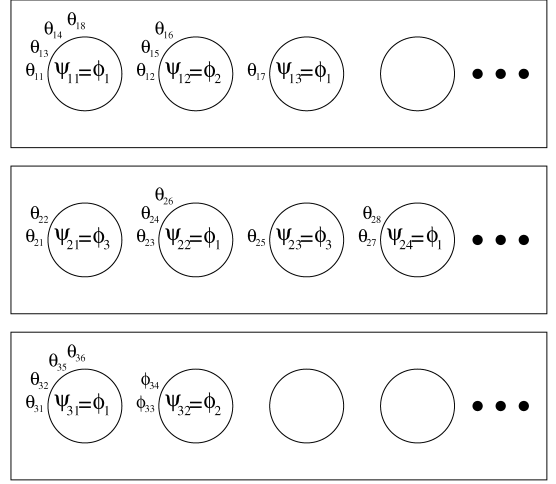 θ₁₈
θ₁₄ θ₁₆
θ₁₃ θ₁₅
θ₁₁ ψ₁₁=ϕ₁ θ₁₂ ψ₁₂=ϕ₂ θ₁₇ ψ₁₃=ϕ₁
θ₂₆
θ₂₂ θ₂₄ θ₂₈
θ₂₁ ψ₂₁=ϕ₃ θ₂₃ ψ₂₂=ϕ₁ θ₂₅ ψ₂₃=ϕ₃ θ₂₇ ψ₂₄=ϕ₁
θ₃₅ θ₃₆
θ₃₂ ϕ₃₄
θ₃₁ ψ₃₁=ϕ₁ ϕ₃₃ ψ₃₂=ϕ₂